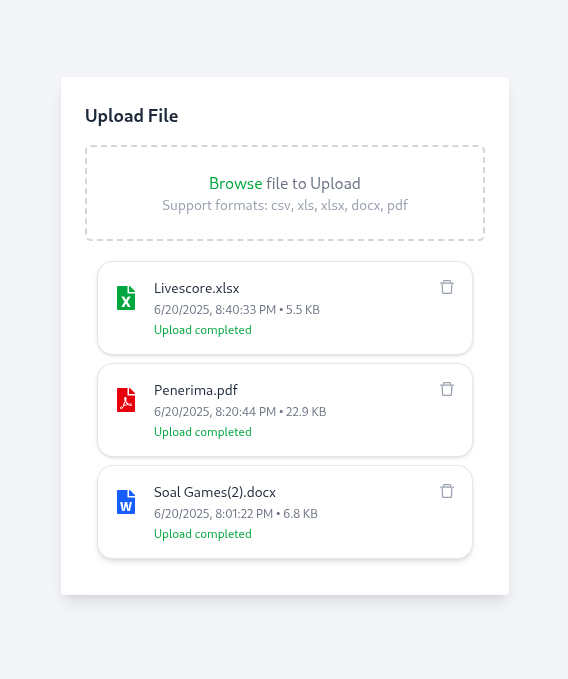 Upload File
Browse file to Upload
Support formats: csv, xls, xlsx, docx, pdf
Livescore.xlsx
6/20/2025, 8:40:33 PM • 5.5 KB
Upload completed
Penerima.pdf
6/20/2025, 8:20:44 PM • 22.9 KB
Upload completed
Soal Games(2).docx
6/20/2025, 8:01:22 PM • 6.8 KB
Upload completed